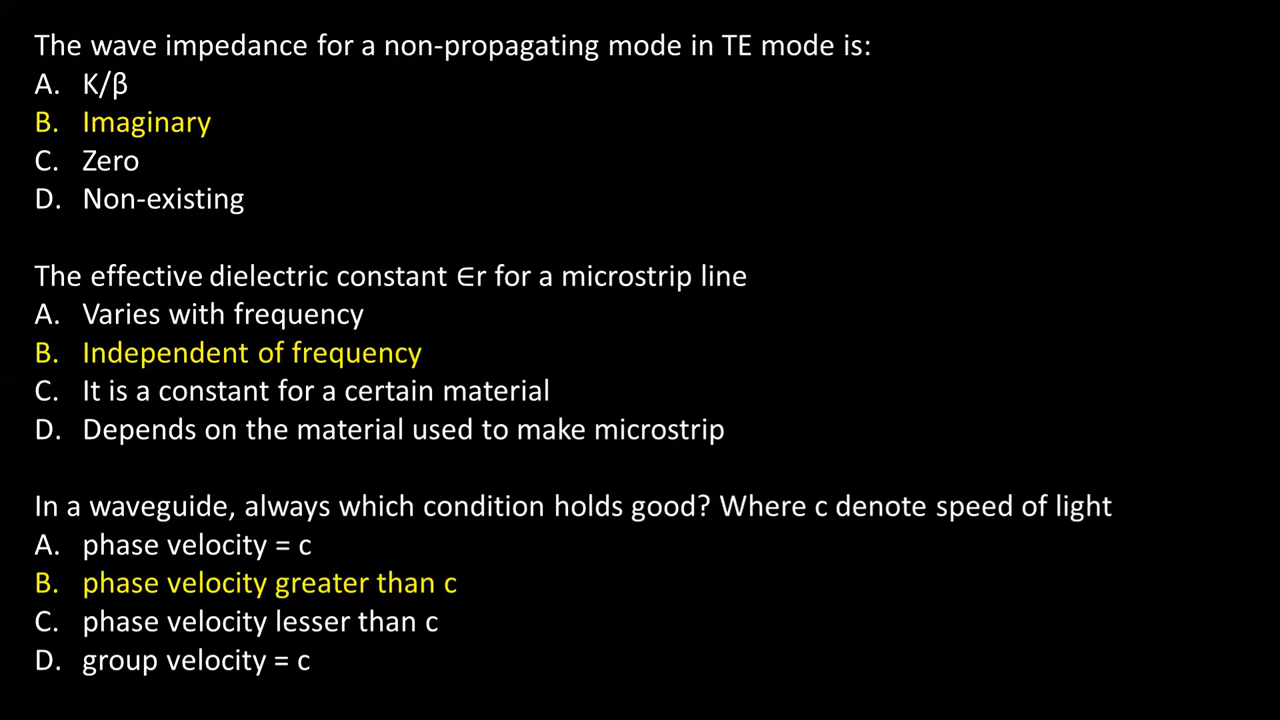 The wave impedance for a non-propagating mode in TE mode is:
A. K/β
B. Imaginary
C. Zero
D. Non-existing
The effective dielectric constant ∈r for a microstrip line
A. Varies with frequency
B. Independent of frequency
C. It is a constant for a certain material
D. Depends on the material used to make microstrip
In a waveguide, always which condition holds good? Where c denote speed of light
A. phase velocity = c
B. phase velocity greater than c
C. phase velocity lesser than c
D. group velocity = c